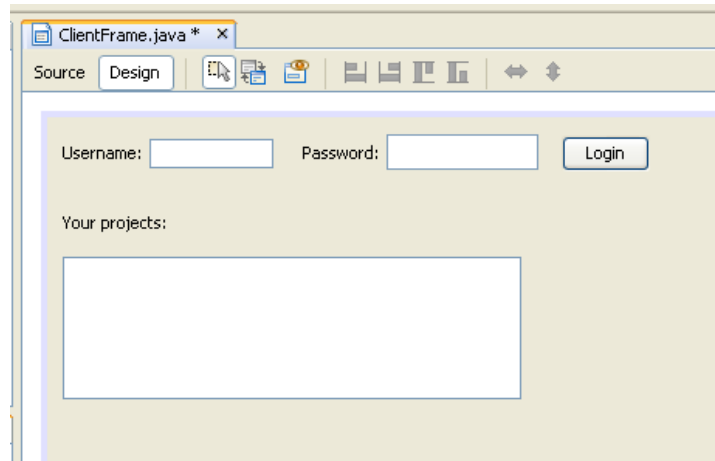 ClientFrame.java *
Source Design
Username: Password: Login
Your projects: